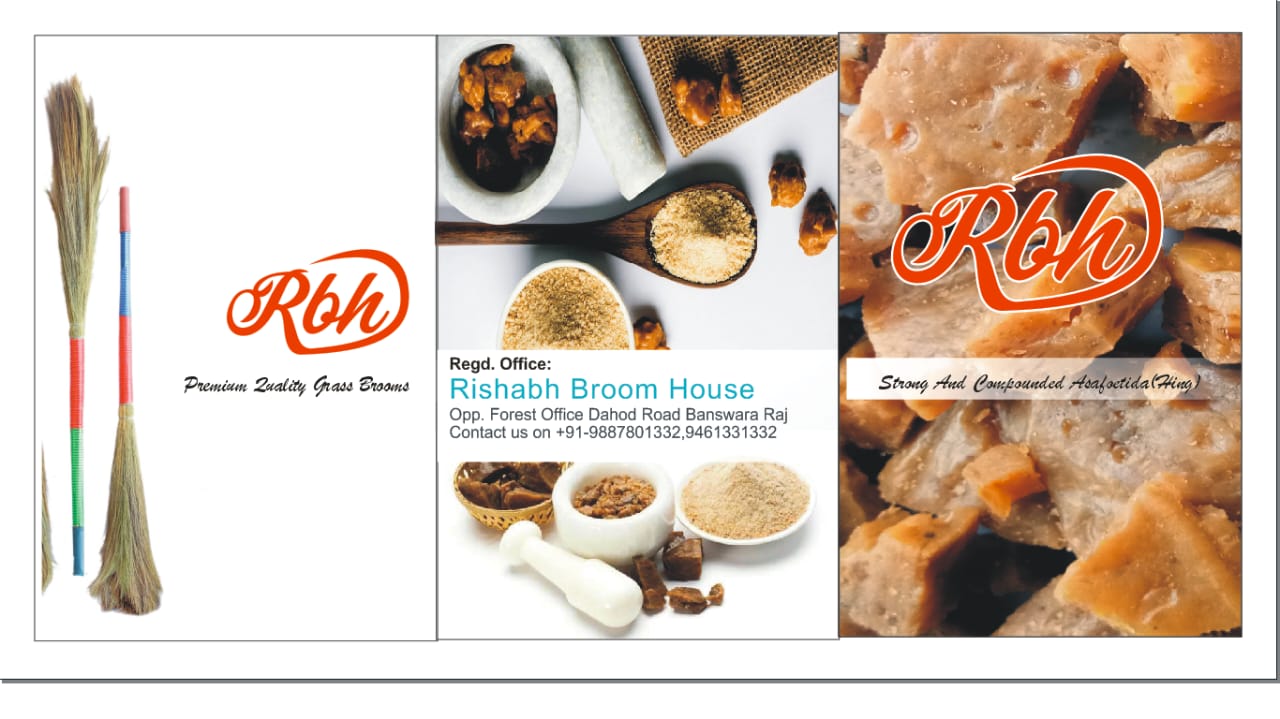 Rbh
Premium Quality Grass Brooms
Regd. Office:
Rishabh Broom House
Opp. Forest Office Dahod Road Banswara Raj
Contact us on +91-9887801332,9461331332
Rbh
Strong And Compounded Asafoetida(Hing)